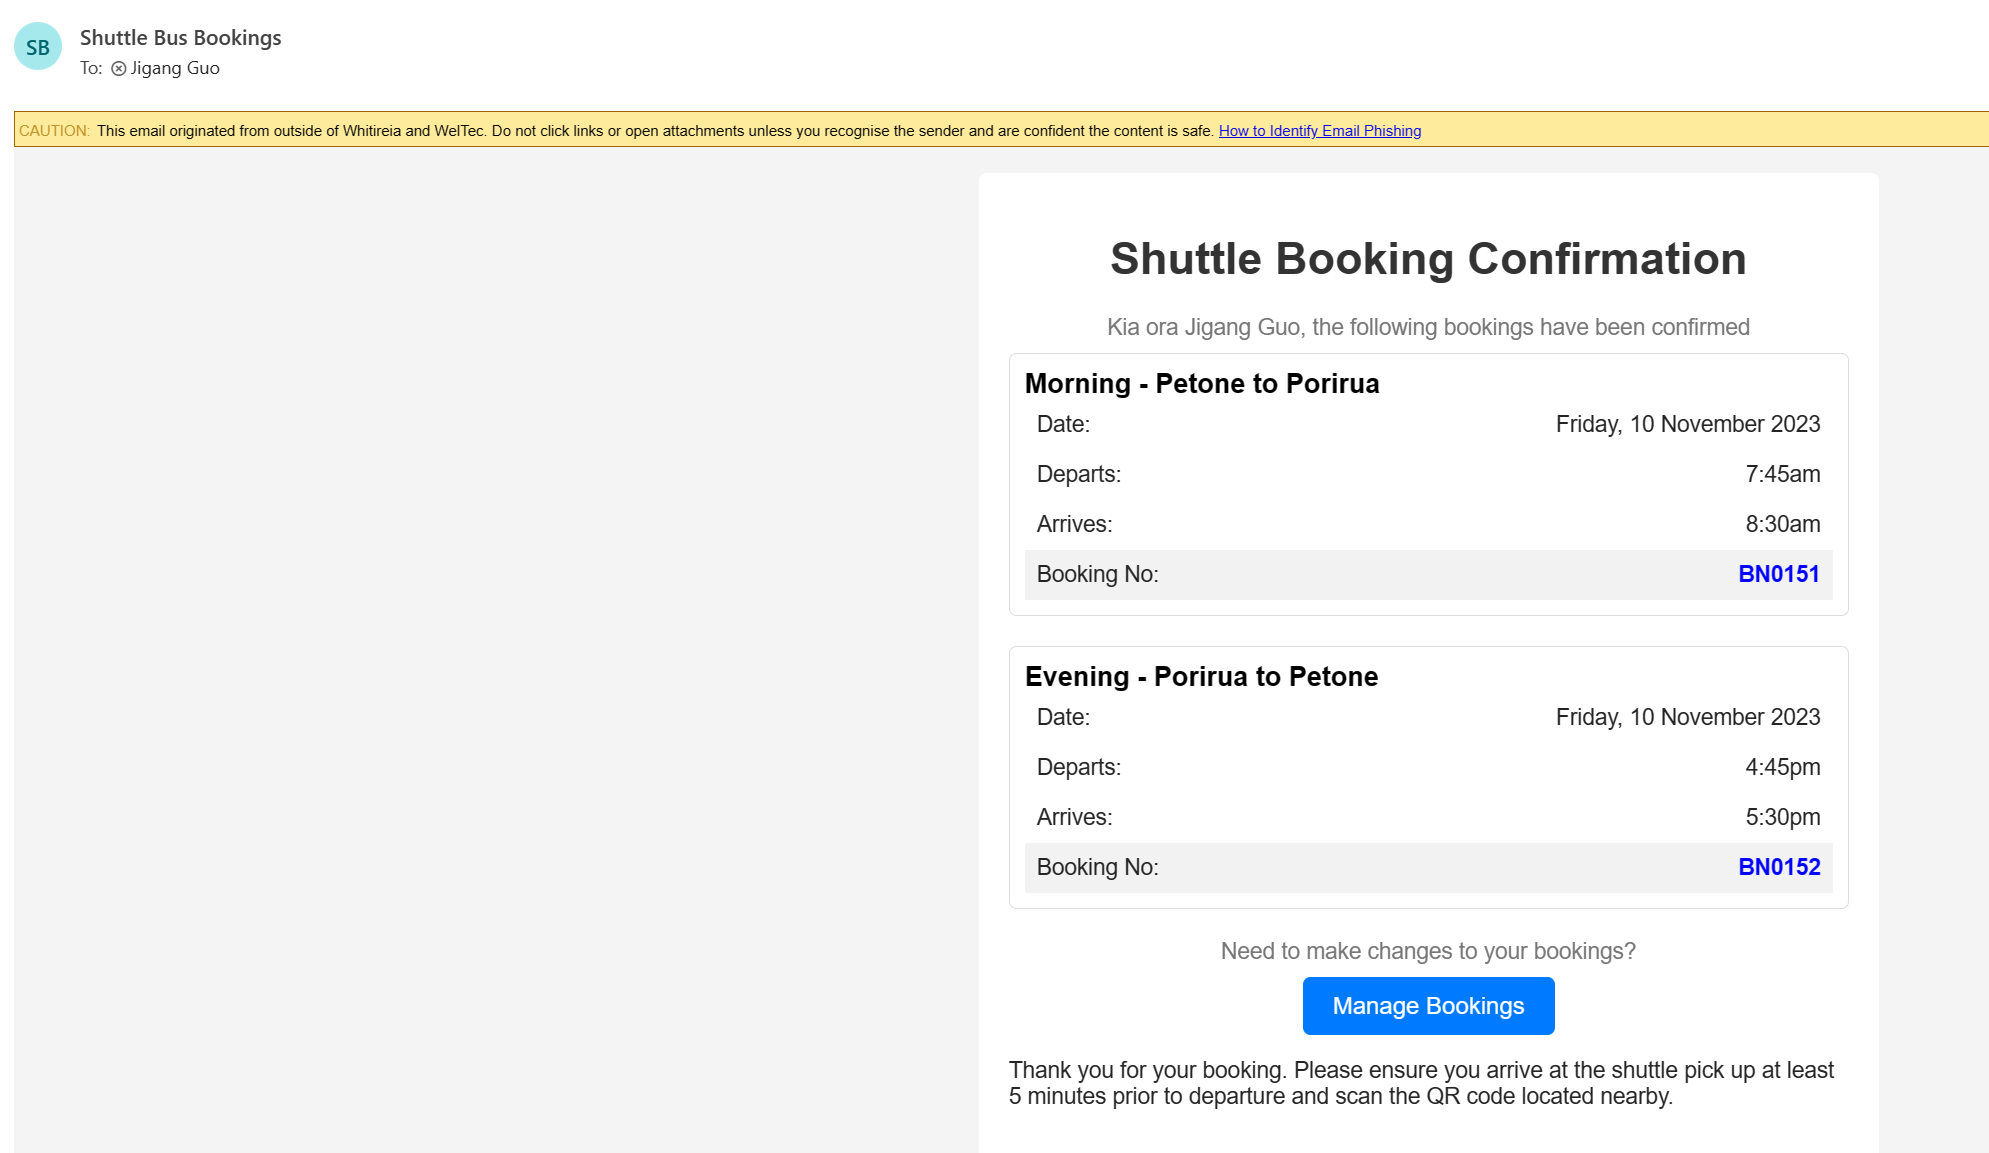 SB
Shuttle Bus Bookings
To: Jigang Guo
CAUTION: This email originated from outside of Whitireia and WelTec. Do not click links or open attachments unless you recognise the sender and are confident the content is safe. How to Identify Email Phishing
Shuttle Booking Confirmation
Kia ora Jigang Guo, the following bookings have been confirmed
Morning - Petone to Porirua
Date: Friday, 10 November 2023
Departs: 7:45am
Arrives: 8:30am
Booking No: BN0151
Evening - Porirua to Petone
Date: Friday, 10 November 2023
Departs: 4:45pm
Arrives: 5:30pm
Booking No: BN0152
Need to make changes to your bookings?
Manage Bookings
Thank you for your booking. Please ensure you arrive at the shuttle pick up at least
5 minutes prior to departure and scan the QR code located nearby.